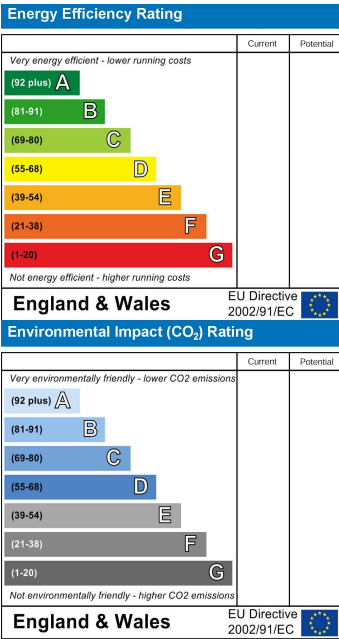 Energy Efficiency Rating
Current Potential
Very energy efficient - lower running costs
(92 plus) A
(81-91) B
(69-80) C
(55-68) D
(39-54) E
(21-38) F
(1-20) G
Not energy efficient - higher running costs
England & Wales
EU Directive
2002/91/EC
Environmental Impact (CO₂) Rating
Current Potential
Very environmentally friendly - lower CO2 emissions
(92 plus) A
(81-91) B
(69-80) C
(55-68) D
(39-54) E
(21-38) F
(1-20) G
Not environmentally friendly - higher CO2 emissions
England & Wales
EU Directive
2002/91/EC